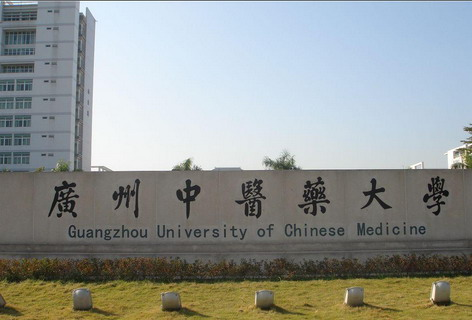 廣州中醫藥大學
Guangzhou University of Chinese Medicine